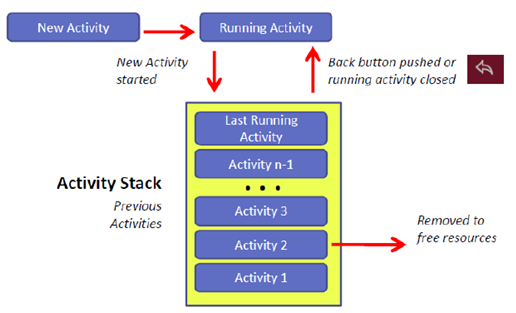 New Activity
Running Activity
New Activity
started
Back button pushed or
running activity closed
Last Running
Activity
Activity n-1
• • •
Activity Stack
Previous
Activities
Activity 3
Activity 2
Activity 1
Removed to
free resources